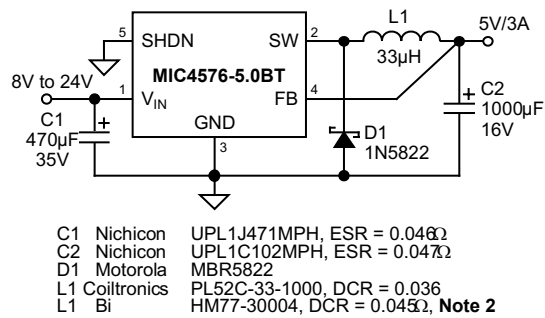 L1
5V/3A
5 SHDN SW 2
33µH
MIC4576-5.0BT
8V to 24V
1 VIN FB 4
C2
1000µF
16V
C1
470µF
35V
GND
3
D1
1N5822
C1 Nichicon UPL1J471MPH, ESR = 0.046Ω
C2 Nichicon UPL1C102MPH, ESR = 0.047Ω
D1 Motorola MBR5822
L1 Coiltronics PL52C-33-1000, DCR = 0.036
L1 Bi HM77-30004, DCR = 0.045Ω, Note 2